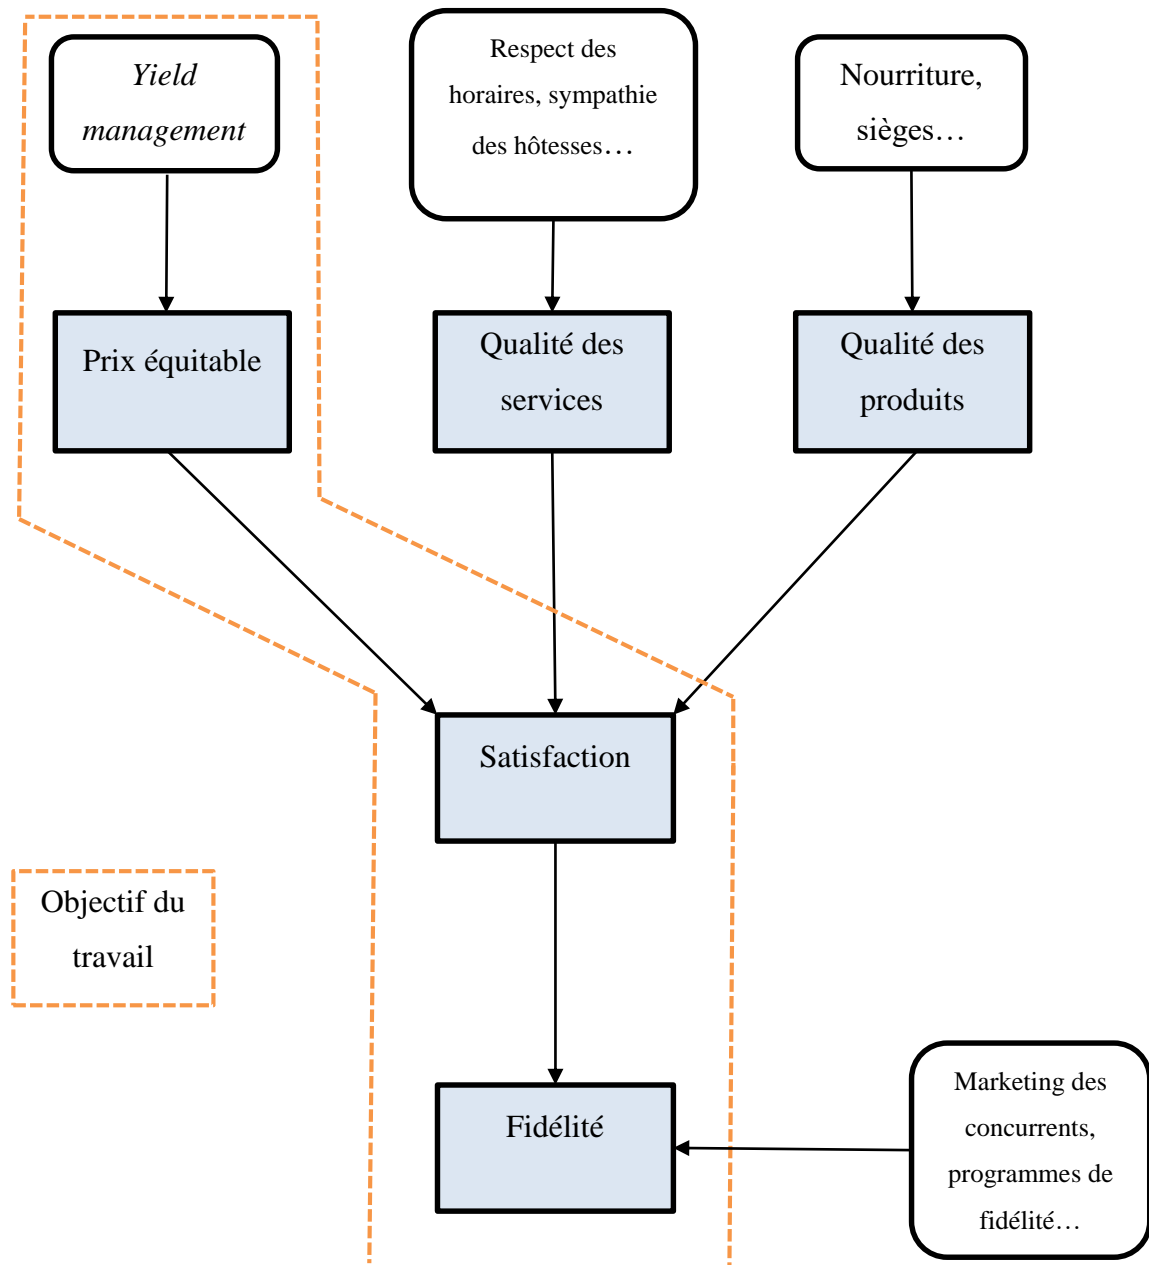 Yield
management
Respect des
horaires, sympathie
des hôtesses…
Nourriture,
sièges…
Prix équitable
Qualité des
services
Qualité des
produits
Satisfaction
Objectif du
travail
Fidélité
Marketing des
concurrents,
programmes de
fidélité…